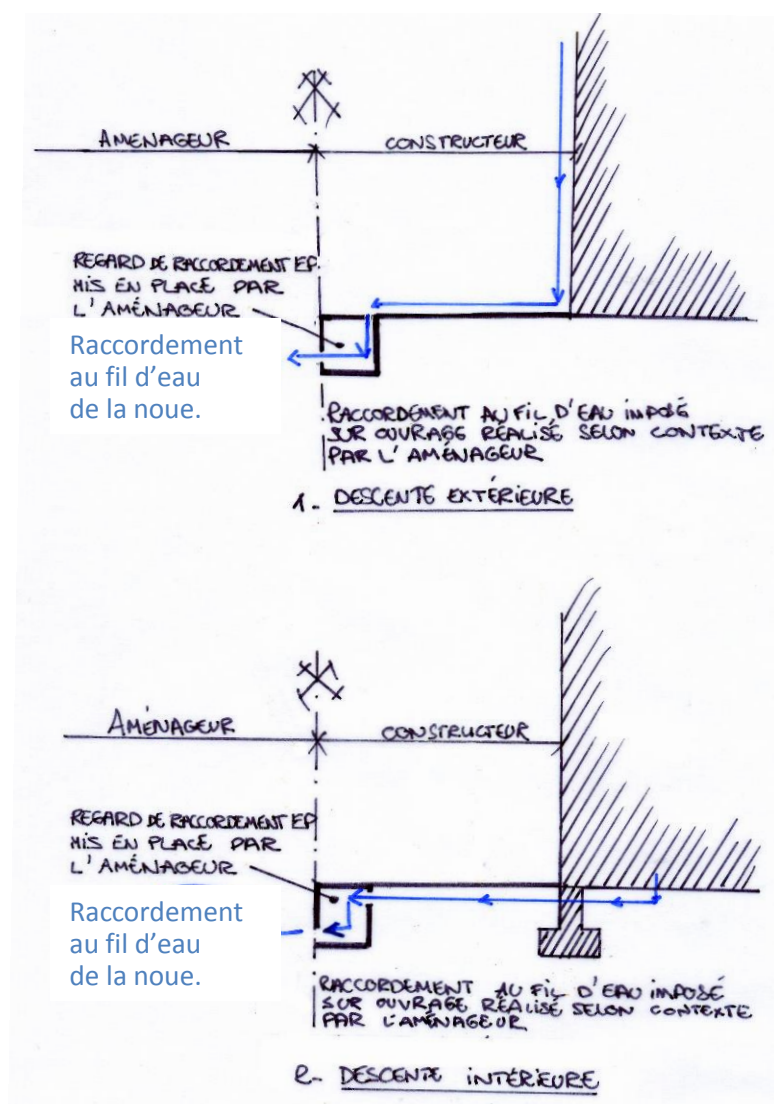 AMENAGEUR
CONSTRUCTEUR
REGARD DE RACCORDEMENT EP
MIS EN PLACE PAR
L'AMÉNAGEUR
Raccordement
au fil d'eau
de la noue.
RACCORDEMENT AU FIL D'EAU IMPOSÉ
SUR OUVRAGE RÉALISÉ SELON CONTEXTE
PAR L'AMÉNAGEUR
1- DESCENTE EXTÉRIEURE
AMÉNAGEUR
CONSTRUCTEUR
REGARD DE RACCORDEMENT EP
MIS EN PLACE PAR
L'AMÉNAGEUR
Raccordement
au fil d'eau
de la noue.
RACCORDEMENT AU FIL D'EAU IMPOSÉ
SUR OUVRAGE RÉALISÉ SELON CONTEXTE
PAR L'AMÉNAGEUR
2- DESCENTE INTÉRIEURE